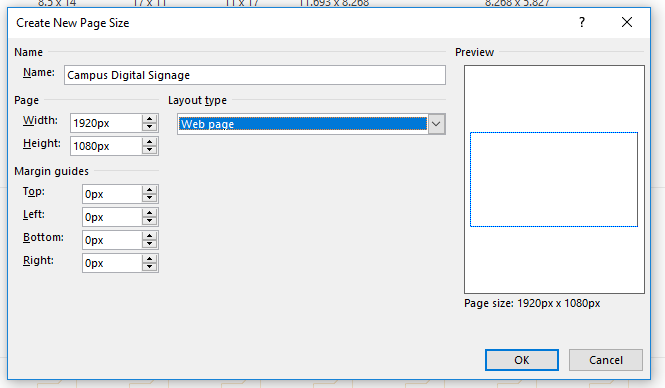 8.5 x 14 17 x 11 11 x 17 11.693 x 8.268 8.268 x 5.827
Create New Page Size ?
Name
Name: Campus Digital Signage
Page
Width: 1920px
Height: 1080px
Layout type
Web page
Margin guides
Top: 0px
Left: 0px
Bottom: 0px
Right: 0px
Preview
Page size: 1920px x 1080px
OK Cancel